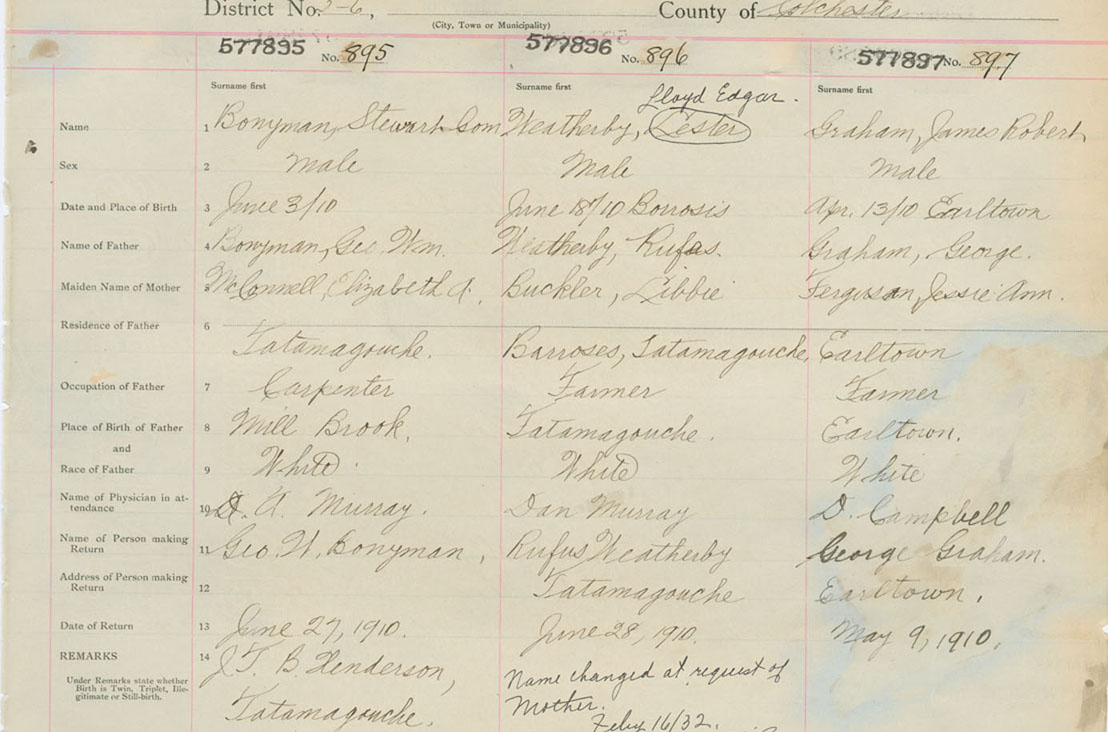 District No. 2-6, County of Colchester
(City, Town or Municipality)
577895 No. 895 577896 No. 896 577897 No. 897
Surname first Surname first Surname first
Lloyd Edgar.
Name 1 Bonyman, Stewart Gom Weatherby, Lester Graham, James Robert
Sex 2 Male Male Male
Date and Place of Birth 3 June 3/10 June 18/10 Borrosis Apr. 13/10 Earltown
Name of Father 4 Bonyman, Geo. Wm. Weatherby, Rufus. Graham, George.
Maiden Name of Mother 5 McConnell, Elizabeth A. Buckler, Libbie Ferguson, Jessie Ann.
Residence of Father 6
Tatamagouche. Barroses, Tatamagouche, Earltown
Occupation of Father 7 Carpenter Farmer Farmer
Place of Birth of Father 8 Mill Brook, Tatamagouche. Earltown.
and
Race of Father 9 White White White
Name of Physician in at-
tendance 10 D. A. Murray. Dan Murray D. Campbell
Name of Person making
Return 11 Geo. W. Bonyman, Rufus Weatherby George Graham.
Address of Person making
Return 12 Tatamagouche Earltown.
Date of Return 13 June 27, 1910. June 28, 1910. May 9, 1910.
REMARKS 14 J. T. B. Henderson, Name changed at request of
Under Remarks state whether
Birth is Twin, Triplet, Ille-
gitimate or Still-birth.
Mother.
Tatamagouche. Feby 16/32.